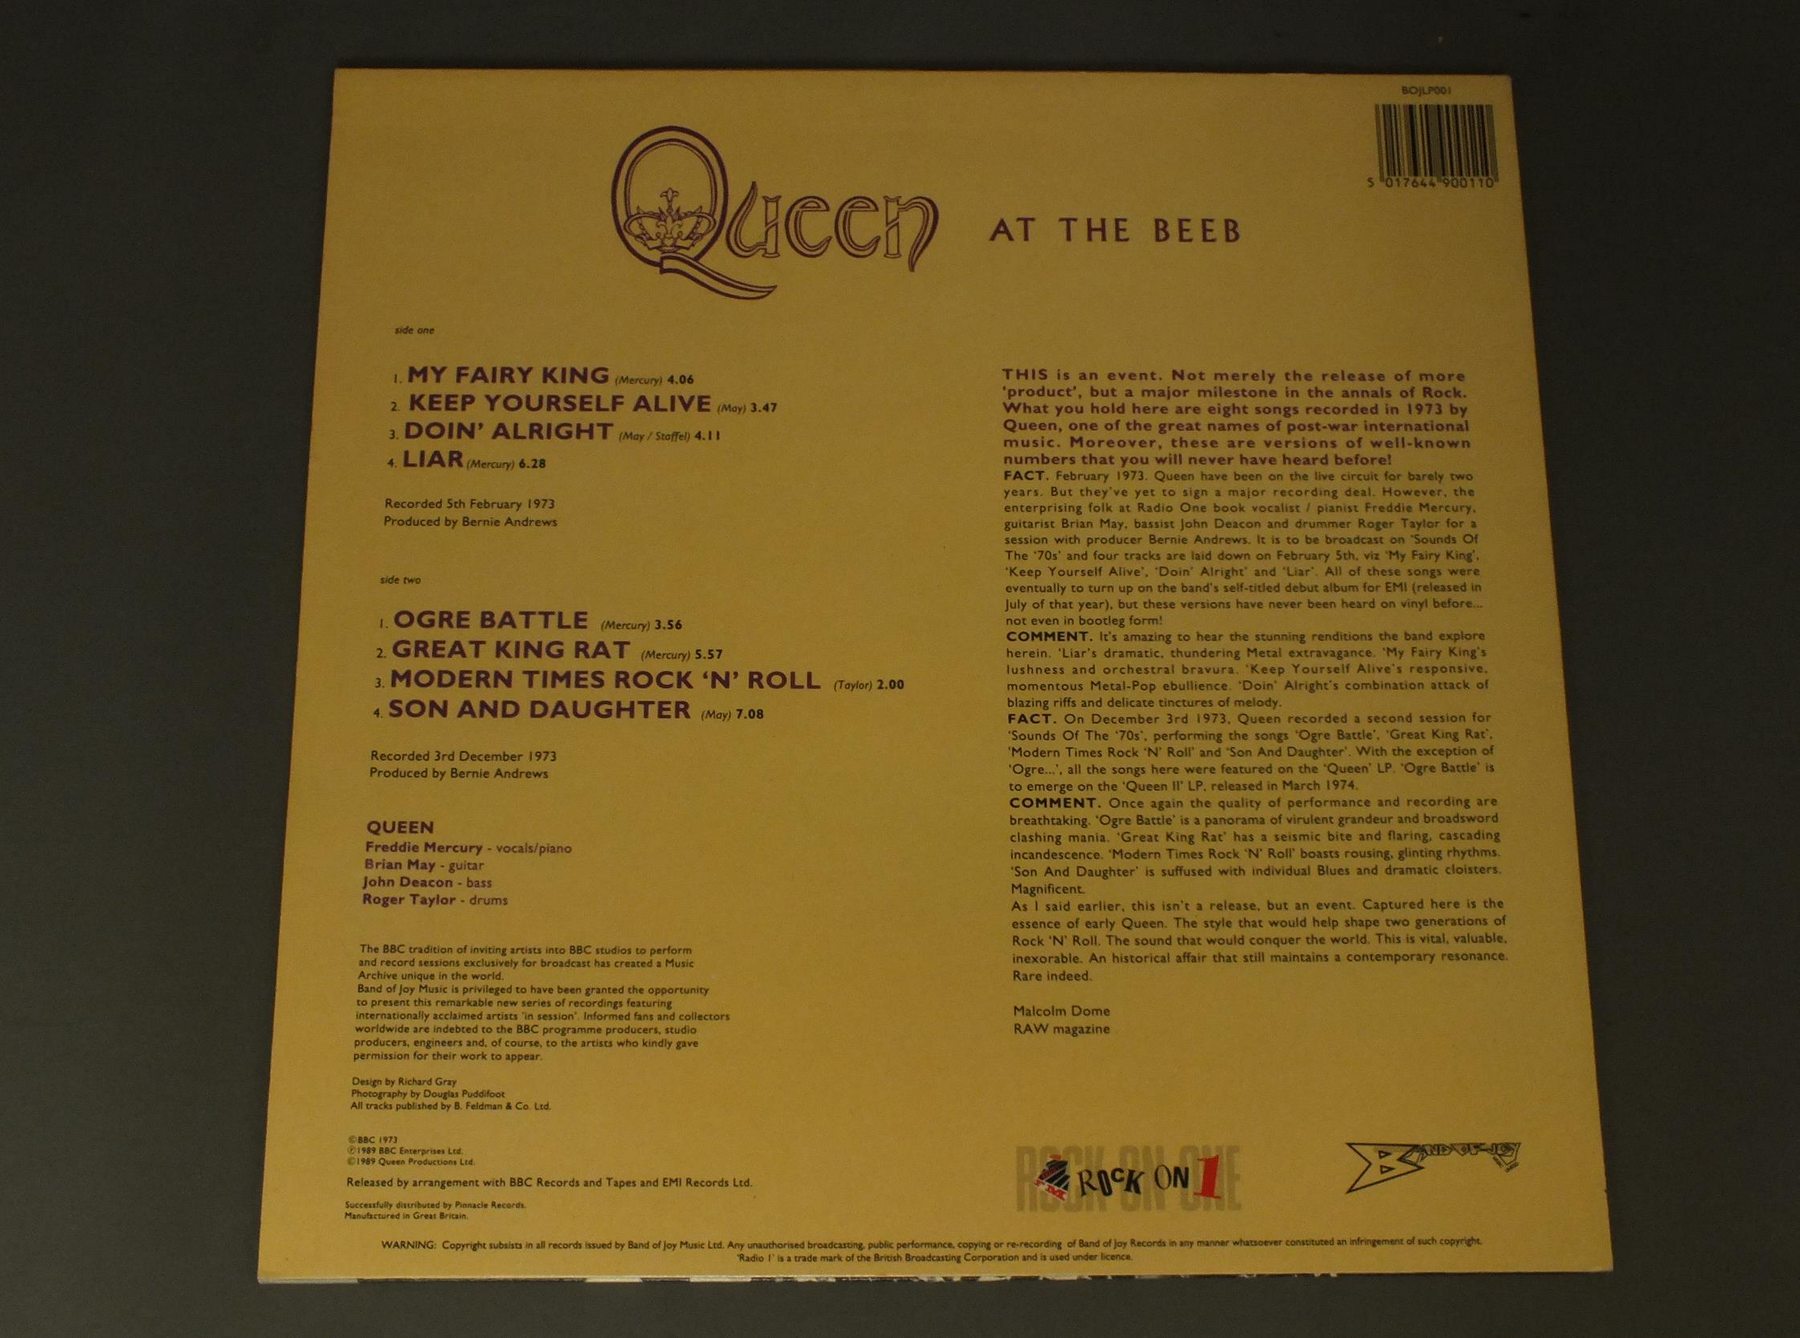 BOJLP001
5 017644 900110
Queen AT THE BEEB
side one
1. MY FAIRY KING (Mercury) 4.06
2. KEEP YOURSELF ALIVE (May) 3.47
3. DOIN' ALRIGHT (May / Staffel) 4.11
4. LIAR (Mercury) 6.28
Recorded 5th February 1973
Produced by Bernie Andrews
side two
1. OGRE BATTLE (Mercury) 3.56
2. GREAT KING RAT (Mercury) 5.57
3. MODERN TIMES ROCK 'N' ROLL (Taylor) 2.00
4. SON AND DAUGHTER (May) 7.08
Recorded 3rd December 1973
Produced by Bernie Andrews
QUEEN
Freddie Mercury - vocals/piano
Brian May - guitar
John Deacon - bass
Roger Taylor - drums
The BBC tradition of inviting artists into BBC studios to perform
and record sessions exclusively for broadcast has created a Music
Archive unique in the world.
Band of Joy Music is privileged to have been granted the opportunity
to present this remarkable new series of recordings featuring
internationally acclaimed artists 'in session'. Informed fans and collectors
worldwide are indebted to the BBC programme producers, studio
producers, engineers and, of course, to the artists who kindly gave
permission for their work to appear.
Design by Richard Gray
Photography by Douglas Puddifoot
All tracks published by B. Feldman & Co. Ltd.
©BBC 1973
℗1989 BBC Enterprises Ltd.
©1989 Queen Productions Ltd.
Released by arrangement with BBC Records and Tapes and EMI Records Ltd.
Successfully distributed by Pinnacle Records.
Manufactured in Great Britain.
THIS is an event. Not merely the release of more
'product', but a major milestone in the annals of Rock.
What you hold here are eight songs recorded in 1973 by
Queen, one of the great names of post-war international
music. Moreover, these are versions of well-known
numbers that you will never have heard before!
FACT. February 1973. Queen have been on the live circuit for barely two
years. But they've yet to sign a major recording deal. However, the
enterprising folk at Radio One book vocalist / pianist Freddie Mercury,
guitarist Brian May, bassist John Deacon and drummer Roger Taylor for a
session with producer Bernie Andrews. It is to be broadcast on 'Sounds Of
The '70s' and four tracks are laid down on February 5th, viz 'My Fairy King',
'Keep Yourself Alive', 'Doin' Alright' and 'Liar'. All of these songs were
eventually to turn up on the band's self-titled debut album for EMI (released in
July of that year), but these versions have never been heard on vinyl before...
not even in bootleg form!
COMMENT. It's amazing to hear the stunning renditions the band explore
herein. 'Liar's dramatic, thundering Metal extravagance. 'My Fairy King's
lushness and orchestral bravura. 'Keep Yourself Alive's responsive,
momentous Metal-Pop ebullience. 'Doin' Alright's combination attack of
blazing riffs and delicate tinctures of melody.
FACT. On December 3rd 1973, Queen recorded a second session for
'Sounds Of The '70s', performing the songs 'Ogre Battle', 'Great King Rat',
'Modern Times Rock 'N' Roll' and 'Son And Daughter'. With the exception of
'Ogre...', all the songs here were featured on the 'Queen' LP. 'Ogre Battle' is
to emerge on the 'Queen II' LP, released in March 1974.
COMMENT. Once again the quality of performance and recording are
breathtaking. 'Ogre Battle' is a panorama of virulent grandeur and broadsword
clashing mania. 'Great King Rat' has a seismic bite and flaring, cascading
incandescence. 'Modern Times Rock 'N' Roll' boasts rousing, glinting rhythms.
'Son And Daughter' is suffused with individual Blues and dramatic cloisters.
Magnificent.
As I said earlier, this isn't a release, but an event. Captured here is the
essence of early Queen. The style that would help shape two generations of
Rock 'N' Roll. The sound that would conquer the world. This is vital, valuable,
inexorable. An historical affair that still maintains a contemporary resonance.
Rare indeed.
Malcolm Dome
RAW magazine
ROCK ON ONE
FM ROCK ON 1
BAND OF JOY
WARNING: Copyright subsists in all records issued by Band of Joy Music Ltd. Any unauthorised broadcasting, public performance, copying or re-recording of Band of Joy Records in any manner whatsoever constituted an infringement of such copyright.
'Radio 1' is a trade mark of the British Broadcasting Corporation and is used under licence.